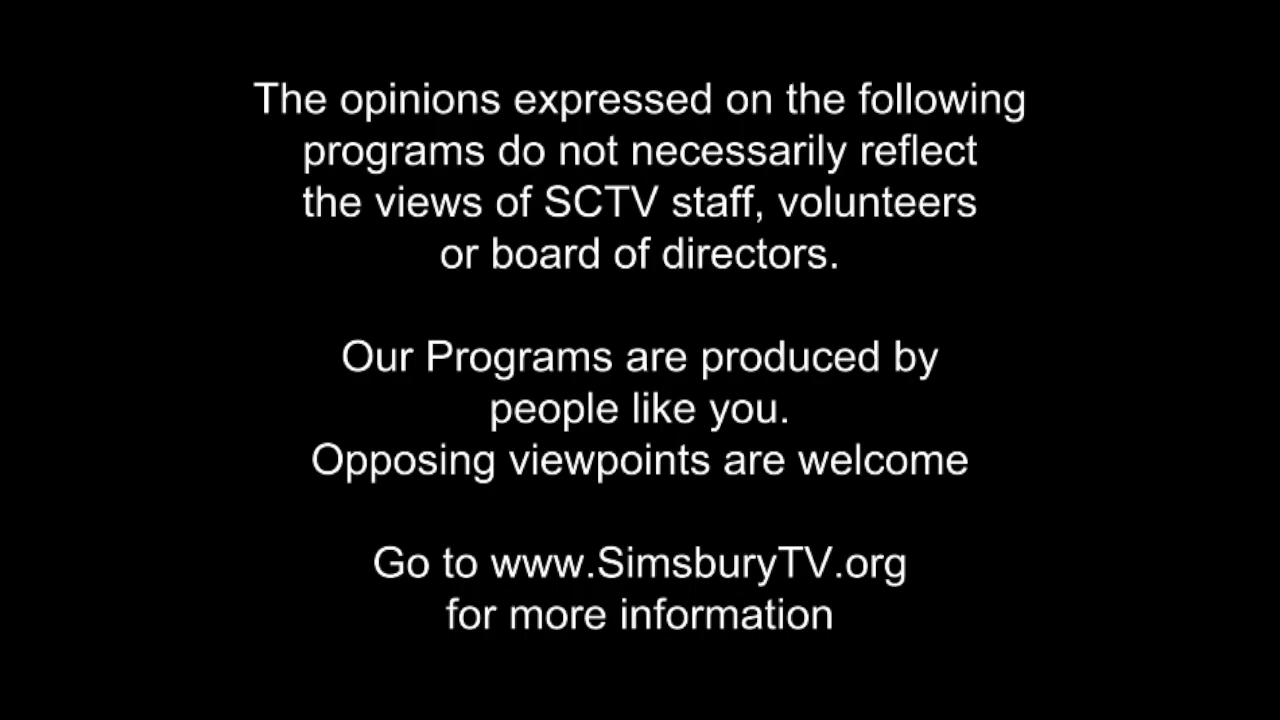 The opinions expressed on the following
programs do not necessarily reflect
the views of SCTV staff, volunteers
or board of directors.
Our Programs are produced by
people like you.
Opposing viewpoints are welcome
Go to www.SimsburyTV.org
for more information